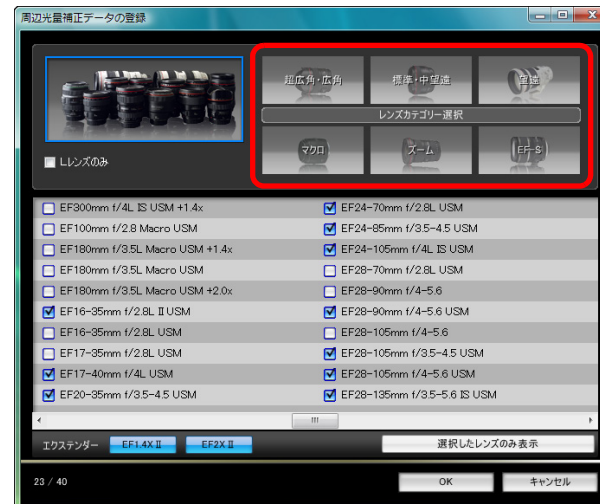 周辺光量補正データの登録
超広角・広角
標準・中望遠
望遠
レンズカテゴリー選択
マクロ
ズーム
EF-S
Lレンズのみ
EF300mm f/4L IS USM +1.4x
EF24-70mm f/2.8L USM
EF100mm f/2.8 Macro USM
EF24-85mm f/3.5-4.5 USM
EF180mm f/3.5L Macro USM +1.4x
EF24-105mm f/4L IS USM
EF180mm f/3.5L Macro USM
EF28-70mm f/2.8L USM
EF180mm f/3.5L Macro USM +2.0x
EF28-90mm f/4-5.6
EF16-35mm f/2.8L II USM
EF28-90mm f/4-5.6 USM
EF16-35mm f/2.8L USM
EF28-105mm f/4-5.6
EF17-35mm f/2.8L USM
EF28-105mm f/3.5-4.5 USM
EF17-40mm f/4L USM
EF28-105mm f/4-5.6 USM
EF20-35mm f/3.5-4.5 USM
EF28-135mm f/3.5-5.6 IS USM
エクステンダー EF1.4X II EF2X II 選択したレンズのみ表示
23 / 40 OK キャンセル